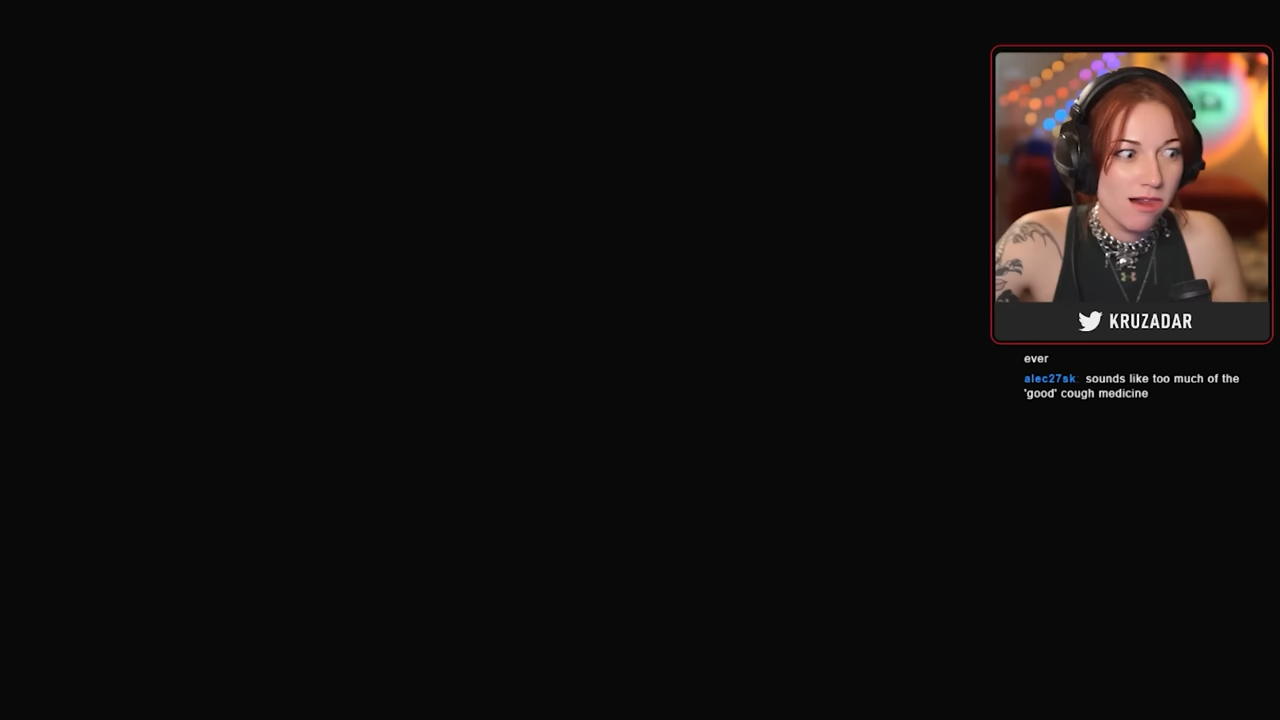 KRUZADAR
ever
alec27sk: sounds like too much of the
'good' cough medicine